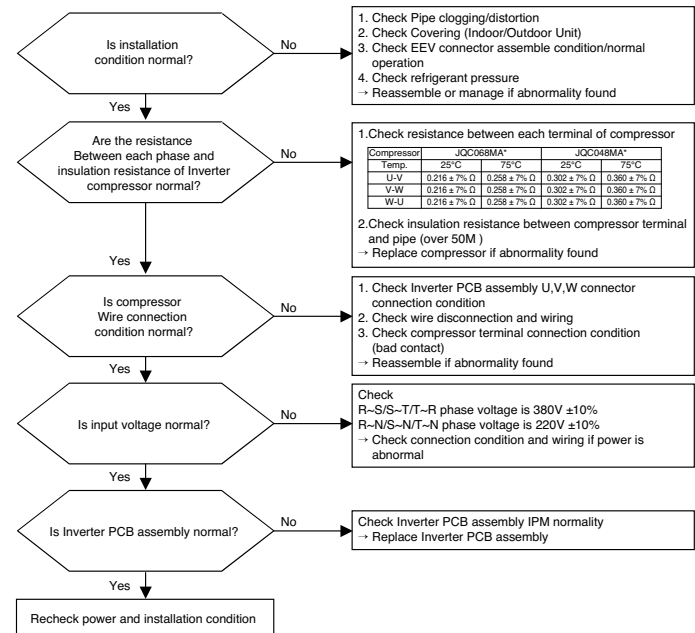 Is installation
condition normal?
No
1. Check Pipe clogging/distortion
2. Check Covering (Indoor/Outdoor Unit)
3. Check EEV connector assemble condition/normal
operation
4. Check refrigerant pressure
→ Reassemble or manage if abnormality found
Yes
Are the resistance
Between each phase and
insulation resistance of Inverter
compressor normal?
No
1.Check resistance between each terminal of compressor
Compressor JQC068MA* JQC048MA*
Temp. 25°C 75°C 25°C 75°C
U-V 0.216 ± 7% Ω 0.258 ± 7% Ω 0.302 ± 7% Ω 0.360 ± 7% Ω
V-W 0.216 ± 7% Ω 0.258 ± 7% Ω 0.302 ± 7% Ω 0.360 ± 7% Ω
W-U 0.216 ± 7% Ω 0.258 ± 7% Ω 0.302 ± 7% Ω 0.360 ± 7% Ω
2.Check insulation resistance between compressor terminal
and pipe (over 50M )
→ Replace compressor if abnormality found
Yes
Is compressor
Wire connection
condition normal?
No
1. Check Inverter PCB assembly U,V,W connector
connection condition
2. Check wire disconnection and wiring
3. Check compressor terminal connection condition
(bad contact)
→ Reassemble if abnormality found
Yes
Is input voltage normal?
No
Check
R~S/S~T/T~R phase voltage is 380V ±10%
R~N/S~N/T~N phase voltage is 220V ±10%
→ Check connection condition and wiring if power is
abnormal
Yes
Is Inverter PCB assembly normal?
No
Check Inverter PCB assembly IPM normality
→ Replace Inverter PCB assembly
Yes
Recheck power and installation condition